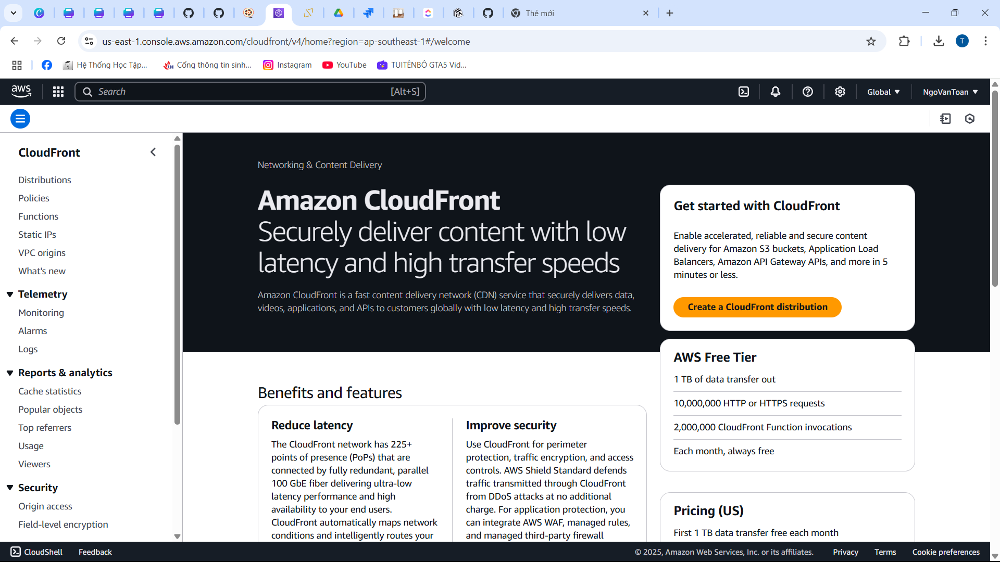 Thẻ mới
us-east-1.console.aws.amazon.com/cloudfront/v4/home?region=ap-southeast-1#/welcome
T
Hệ Thống Học Tập...
Cổng thông tin sinh...
Instagram
YouTube
TUITÊNBÔ GTA5 Vid...
aws
Search
[Alt+S]
Global
NgoVanToan
CloudFront
Distributions
Policies
Functions
Static IPs
VPC origins
What's new
Telemetry
Monitoring
Alarms
Logs
Reports & analytics
Cache statistics
Popular objects
Top referrers
Usage
Viewers
Security
Origin access
Field-level encryption
Networking & Content Delivery
Amazon CloudFront
Securely deliver content with low
latency and high transfer speeds
Amazon CloudFront is a fast content delivery network (CDN) service that securely delivers data,
videos, applications, and APIs to customers globally with low latency and high transfer speeds.
Get started with CloudFront
Enable accelerated, reliable and secure content
delivery for Amazon S3 buckets, Application Load
Balancers, Amazon API Gateway APIs, and more in 5
minutes or less.
Create a CloudFront distribution
AWS Free Tier
1 TB of data transfer out
10,000,000 HTTP or HTTPS requests
2,000,000 CloudFront Function invocations
Each month, always free
Pricing (US)
First 1 TB data transfer free each month
Benefits and features
Reduce latency
The CloudFront network has 225+
points of presence (PoPs) that are
connected by fully redundant, parallel
100 GbE fiber delivering ultra-low
latency performance and high
availability to your end users.
CloudFront automatically maps network
conditions and intelligently routes your
Improve security
Use CloudFront for perimeter
protection, traffic encryption, and access
controls. AWS Shield Standard defends
traffic transmitted through CloudFront
from DDoS attacks at no additional
charge. For application protection, you
can integrate AWS WAF, managed rules,
and managed third-party firewall
CloudShell
Feedback
© 2025, Amazon Web Services, Inc. or its affiliates.
Privacy
Terms
Cookie preferences